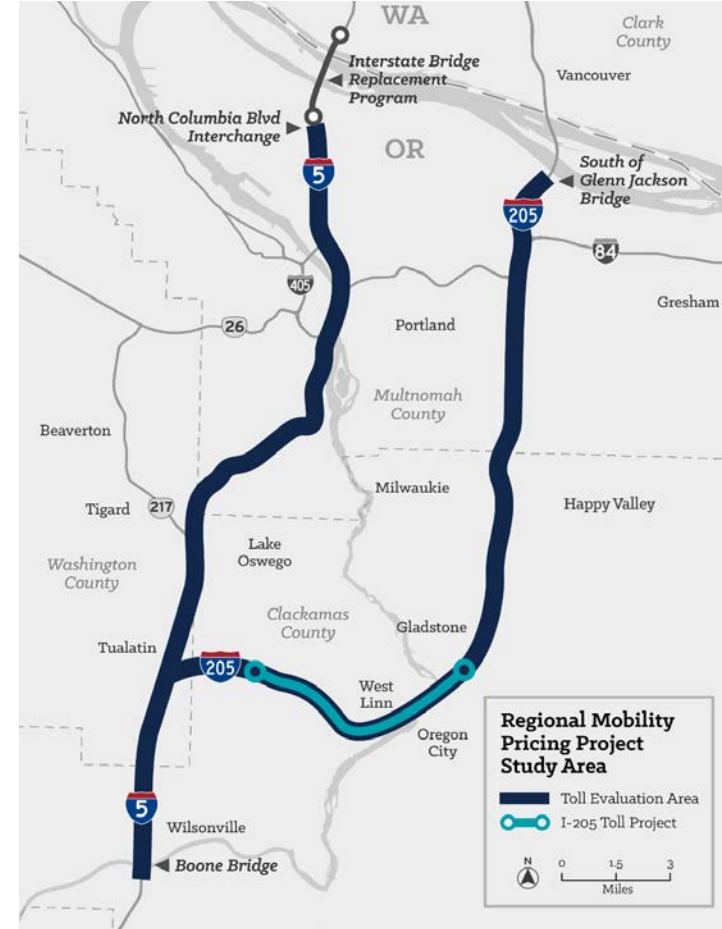 WA
Clark
County
Interstate Bridge
Replacement
Program
Vancouver
North Columbia Blvd
Interchange
OR
5
South of
Glenn Jackson
Bridge
205
84
405
Gresham
26
Portland
Multnomah
County
Beaverton
Milwaukie
Tigard
217
Happy Valley
Lake
Oswego
Washington
County
Clackamas
County
Gladstone
Tualatin
205
West
Linn
Oregon
City
5
Wilsonville
Boone Bridge
Regional Mobility
Pricing Project
Study Area
Toll Evaluation Area
I-205 Toll Project
N
0 1.5 3
Miles